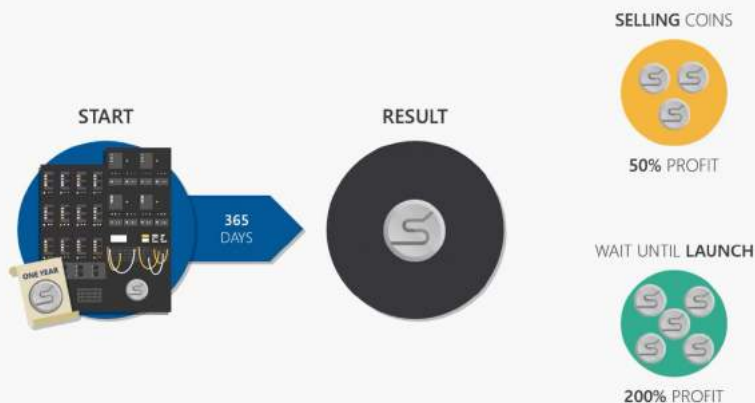 SELLING COINS
START
RESULT
50% PROFIT
365
DAYS
ONE YEAR
WAIT UNTIL LAUNCH
200% PROFIT